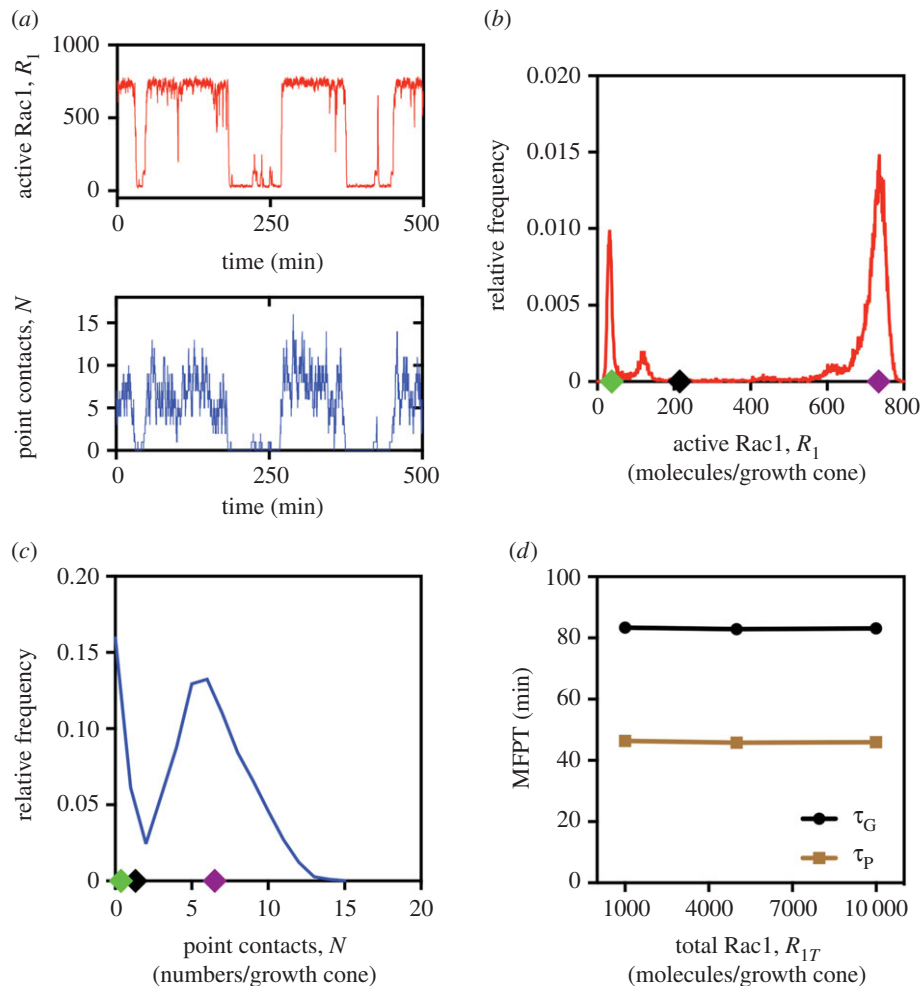 (a)
1000
500
0
active Rac1, R1
0 250 500
time (min)
15
10
5
0
point contacts, N
0 250 500
time (min)
(b)
0.020
0.015
0.010
0.005
0
relative frequency
0 200 400 600 800
active Rac1, R1
(molecules/growth cone)
(c)
0.20
0.15
0.10
0.05
0
relative frequency
0 5 10 15 20
point contacts, N
(numbers/growth cone)
(d)
100
80
60
40
20
0
MFPT (min)
τG
τP
1000 4000 7000 10 000
total Rac1, R1T
(molecules/growth cone)